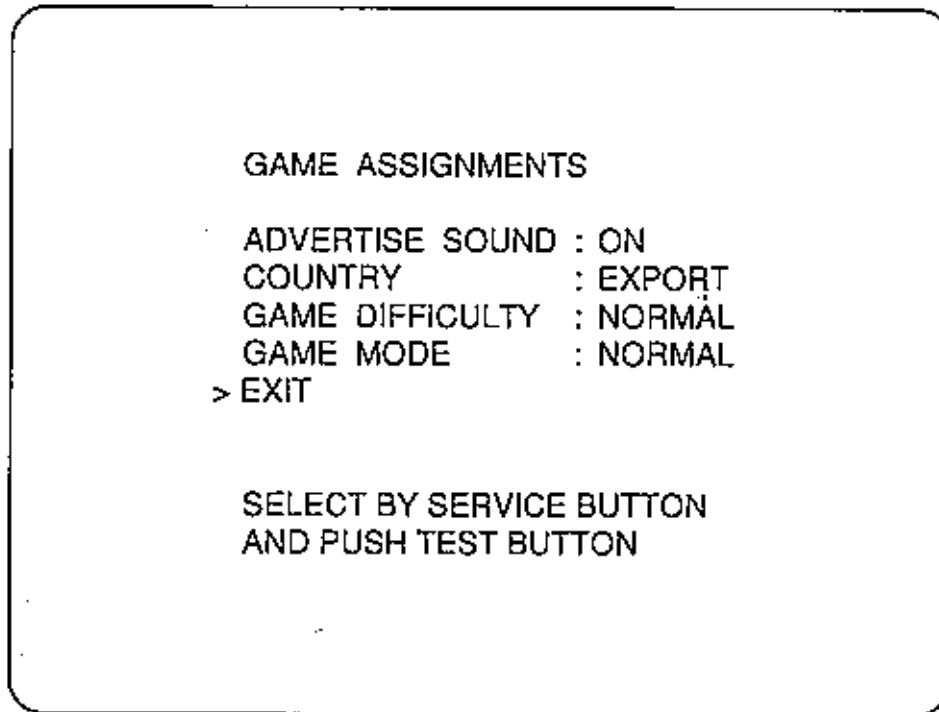 GAME ASSIGNMENTS
ADVERTISE SOUND : ON
COUNTRY : EXPORT
GAME DIFFICULTY : NORMAL
GAME MODE : NORMAL
> EXIT
SELECT BY SERVICE BUTTON
AND PUSH TEST BUTTON